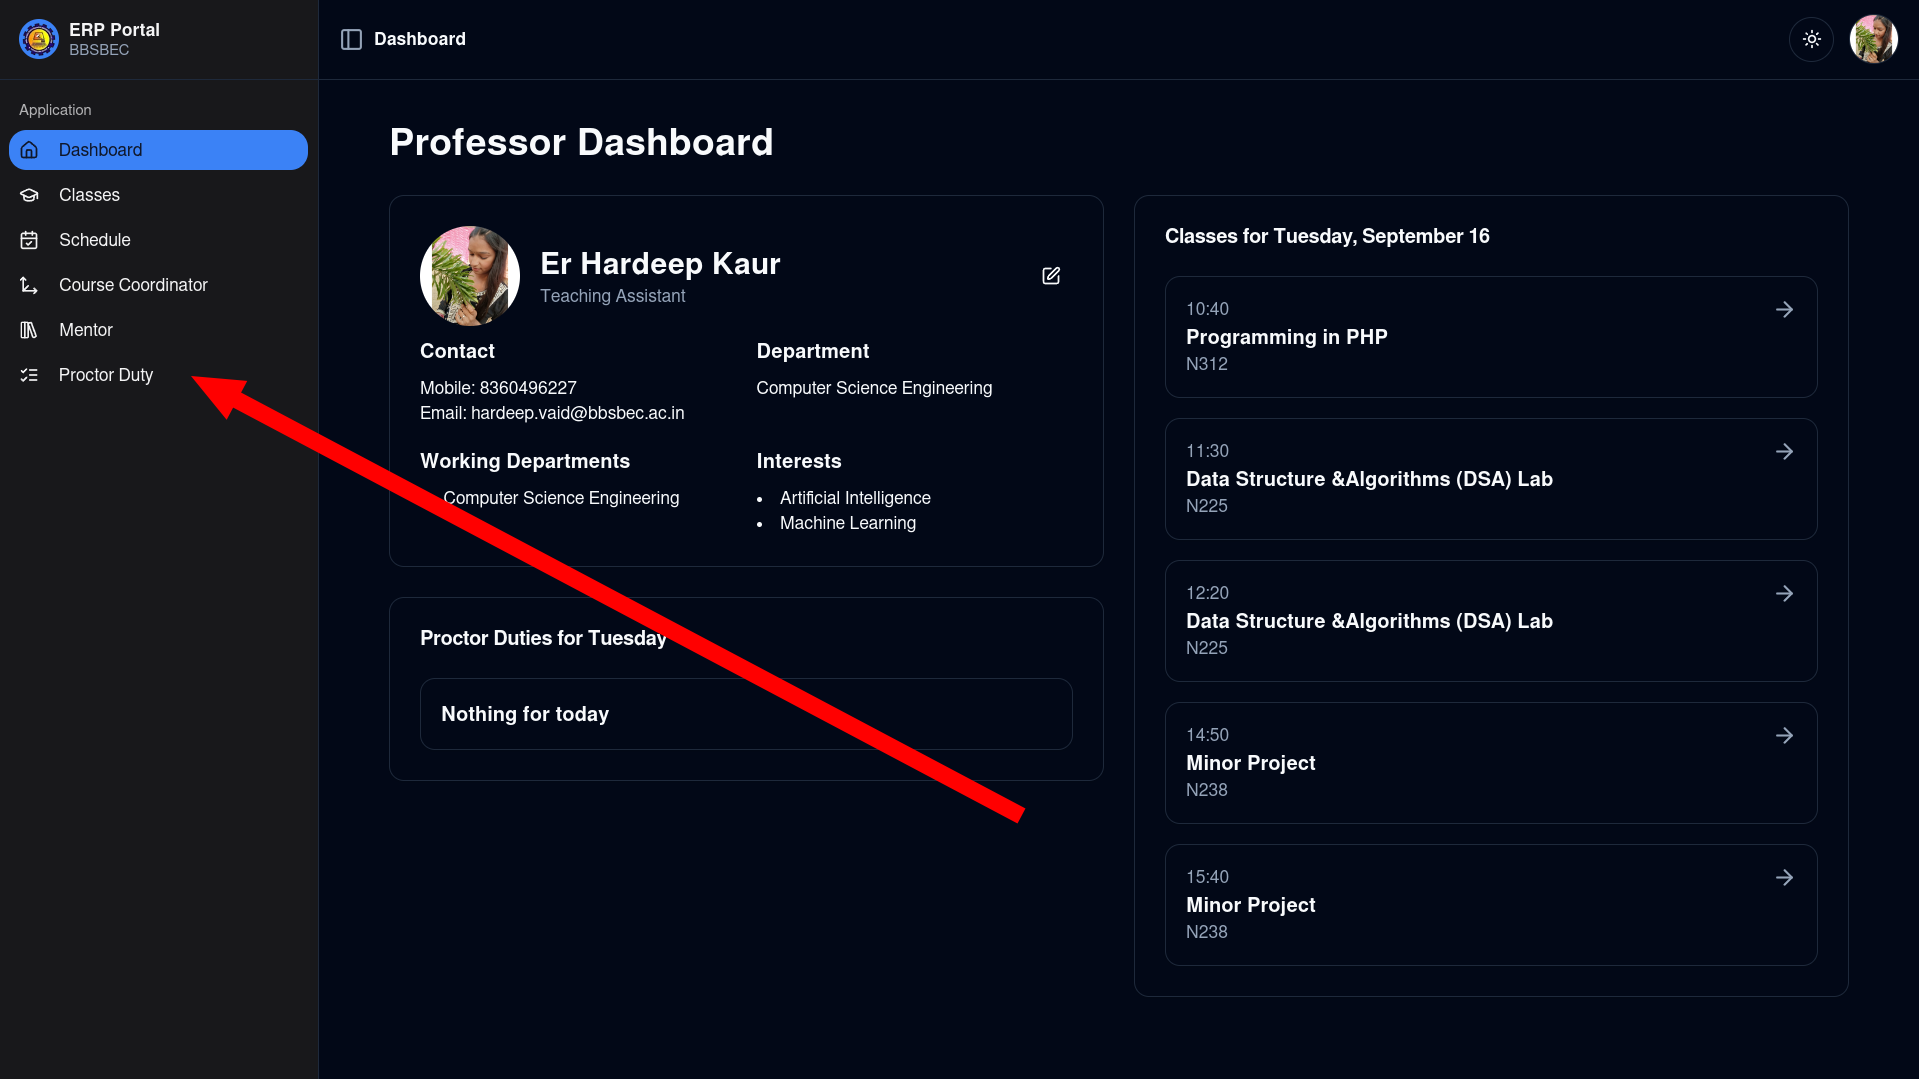 ERP Portal
BBSBEC
Application
Dashboard
Classes
Schedule
Course Coordinator
Mentor
Proctor Duty
Dashboard
Professor Dashboard
Er Hardeep Kaur
Teaching Assistant
Contact
Mobile: 8360496227
Email: hardeep.vaid@bbsbec.ac.in
Department
Computer Science Engineering
Working Departments
Computer Science Engineering
Interests
• Artificial Intelligence
• Machine Learning
Proctor Duties for Tuesday
Nothing for today
Classes for Tuesday, September 16
10:40
Programming in PHP
N312
11:30
Data Structure &Algorithms (DSA) Lab
N225
12:20
Data Structure &Algorithms (DSA) Lab
N225
14:50
Minor Project
N238
15:40
Minor Project
N238